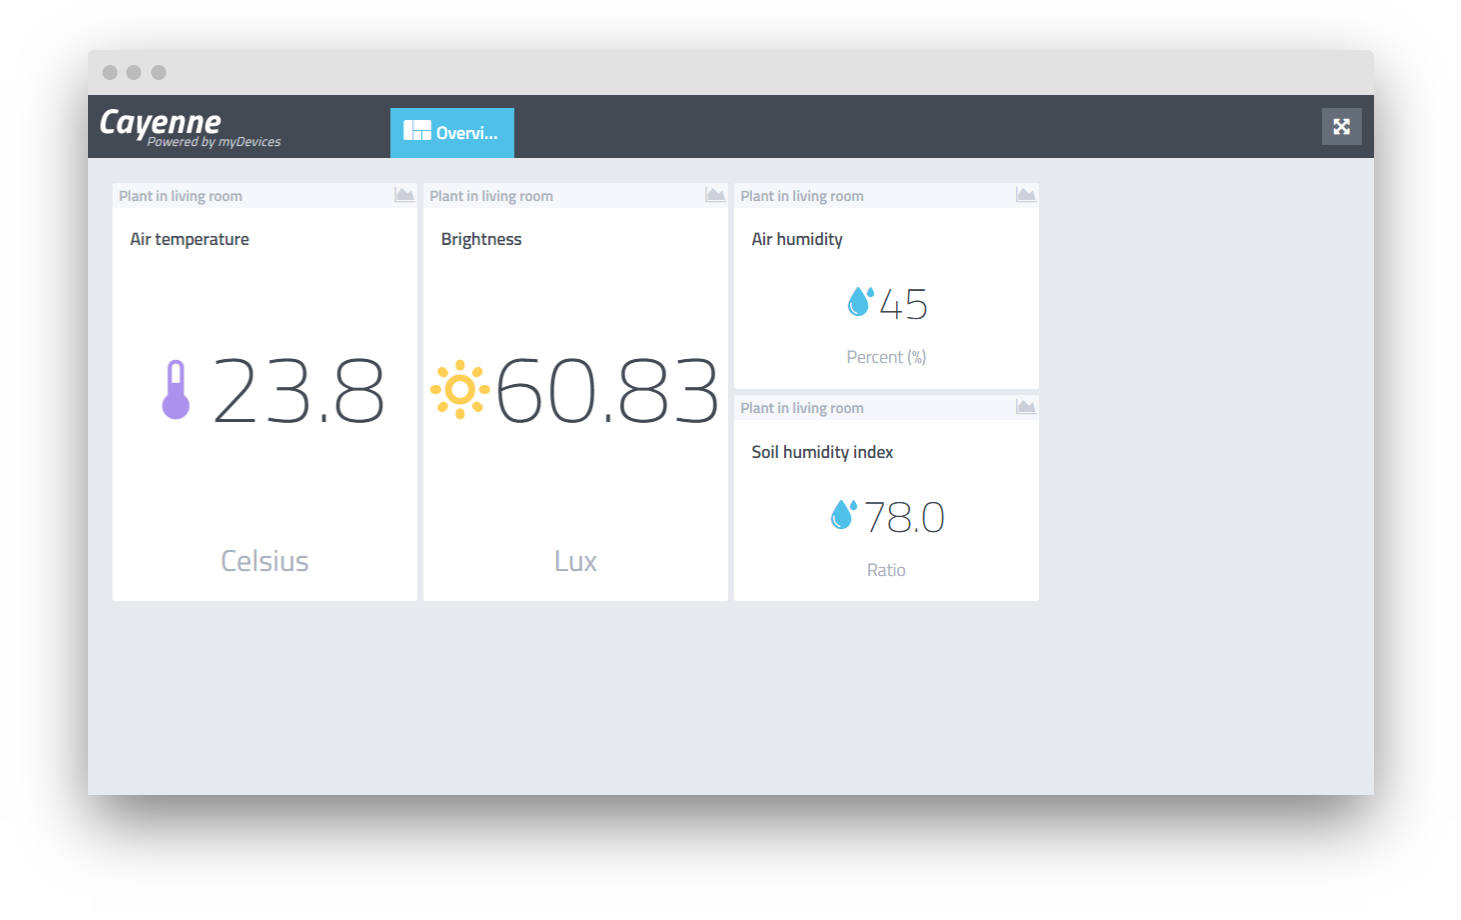 Cayenne
Powered by myDevices
Overvi...
Plant in living room
Air temperature
23.8
Celsius
Plant in living room
Brightness
60.83
Lux
Plant in living room
Air humidity
45
Percent (%)
Plant in living room
Soil humidity index
78.0
Ratio